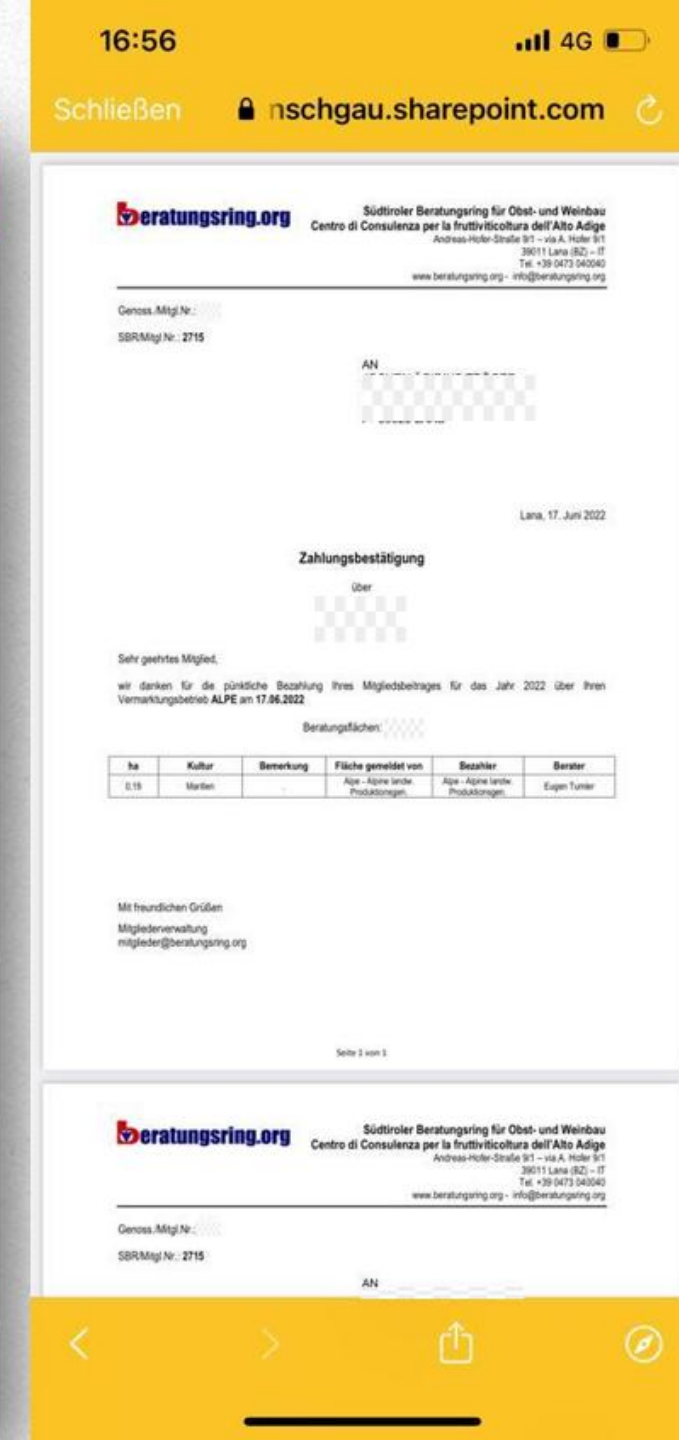 16:56
4G
Schließen
nschgau.sharepoint.com
beratungsring.org
Südtiroler Beratungsring für Obst- und Weinbau
Centro di Consulenza per la fruttiviticoltura dell'Alto Adige
Andreas-Hofer-Straße 9/1 – via A. Hofer 9/1
39011 Lana (BZ) – IT
Tel. +39 0473 040040
www.beratungsring.org - info@beratungsring.org
Genoss./Mitgl.Nr.:
SBR/Mitgl.Nr.: 2715
AN
Lana, 17. Juni 2022
Zahlungsbestätigung
über
Sehr geehrtes Mitglied,
wir danken für die pünktliche Bezahlung Ihres Mitgliedsbeitrages für das Jahr 2022 über Ihren
Vermarktungsbetrieb ALPE am 17.06.2022
Beratungsflächen:
ha Kultur Bemerkung Fläche gemeldet von Bezahler Berater
0,15 Marillen Alpe - Alpine landw. Produktionsgen. Alpe - Alpine landw. Produktionsgen. Eugen Tumler
Mit freundlichen Grüßen
Mitgliederverwaltung
mitglieder@beratungsring.org
Seite 1 von 1
beratungsring.org
Südtiroler Beratungsring für Obst- und Weinbau
Centro di Consulenza per la fruttiviticoltura dell'Alto Adige
Andreas-Hofer-Straße 9/1 – via A. Hofer 9/1
39011 Lana (BZ) – IT
Tel. +39 0473 040040
www.beratungsring.org - info@beratungsring.org
Genoss./Mitgl.Nr.:
SBR/Mitgl.Nr.: 2715
AN